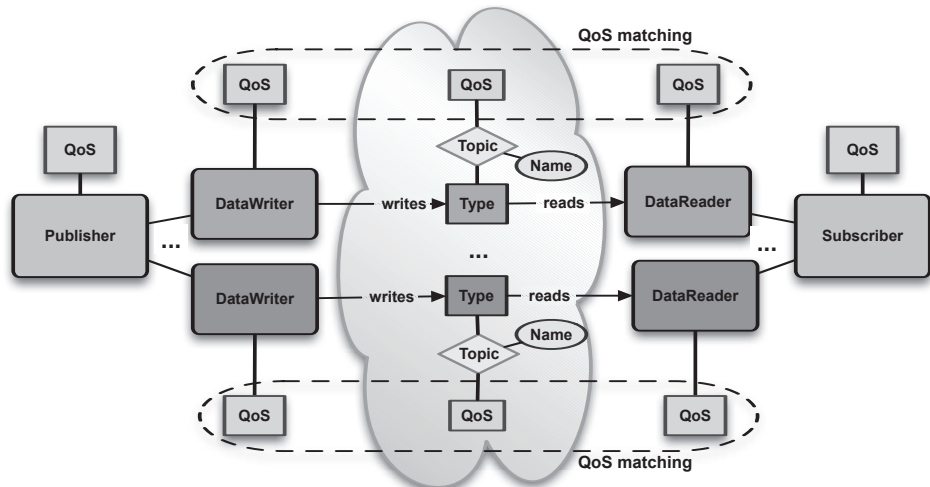 QoS matching
QoS
QoS
QoS
QoS
Topic
Name
QoS
DataWriter
writes
Type
reads
DataReader
Publisher
...
...
...
Subscriber
DataWriter
writes
Type
reads
DataReader
Name
Topic
QoS
QoS
QoS
QoS matching